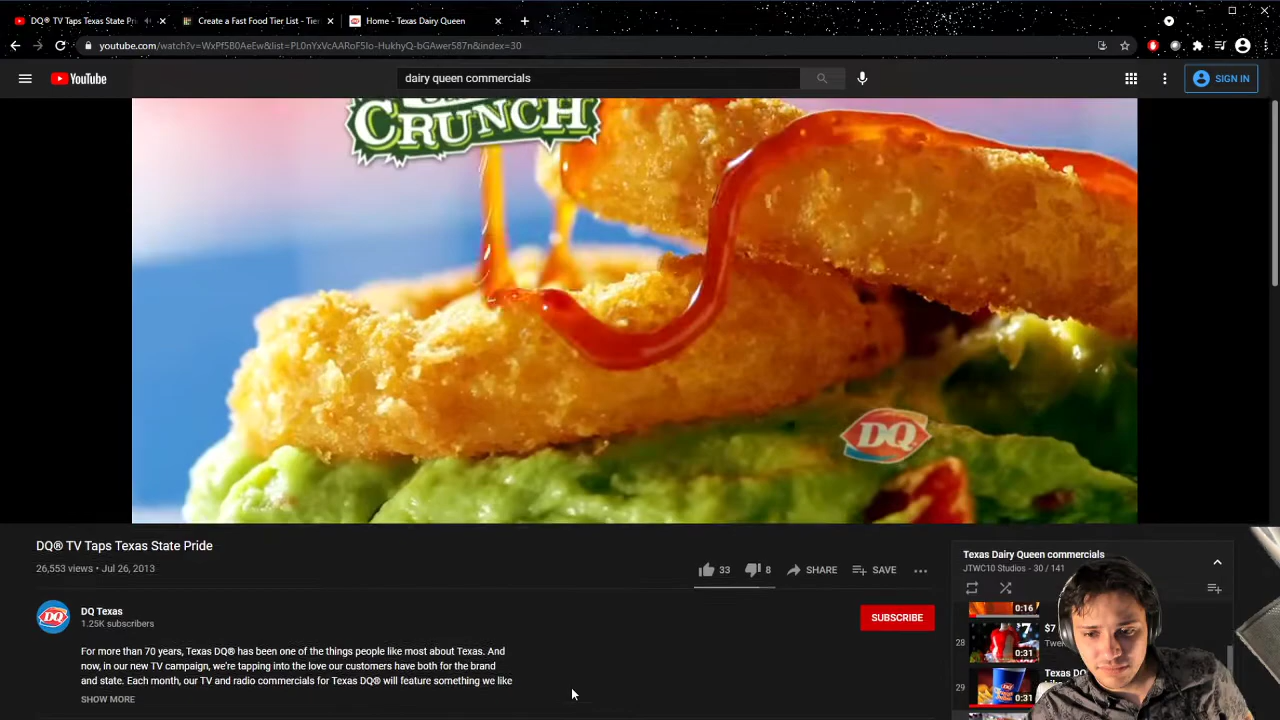 DQ® TV Taps Texas State Pri
Create a Fast Food Tier List - Tier
Home - Texas Dairy Queen
youtube.com/watch?v=WxPf5B0AeEw&list=PL0nYxVcAARoF5Io-HukhyQ-bGAwer587n&index=30
YouTube
dairy queen commercials
SIGN IN
CRUNCH
DQ
DQ® TV Taps Texas State Pride
26,553 views • Jul 26, 2013
33
8
SHARE
SAVE
DQ
DQ Texas
1.25K subscribers
SUBSCRIBE
For more than 70 years, Texas DQ® has been one of the things people like most about Texas. And
now, in our new TV campaign, we're tapping into the love our customers have both for the brand
and state. Each month, our TV and radio commercials for Texas DQ® will feature something we like
SHOW MORE
Texas Dairy Queen commercials
JTWC10 Studios - 30 / 141
0:16
28
$7
0:31
29
Texas D
0:31